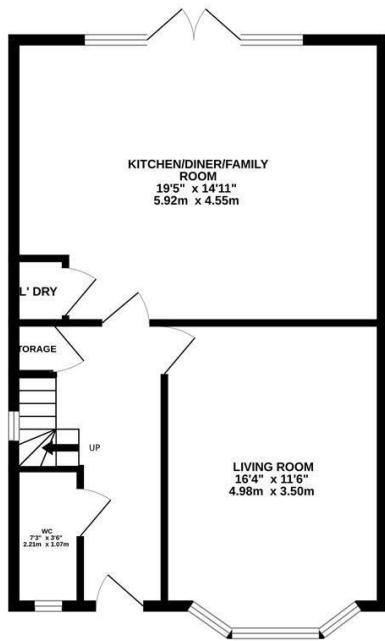 KITCHEN/DINER/FAMILY
ROOM
19'5" x 14'11"
5.92m x 4.55m
L' DRY
TORAGE
UP
LIVING ROOM
16'4" x 11'6"
4.98m x 3.50m
WC
7'3" x 3'6"
2.21m x 1.07m